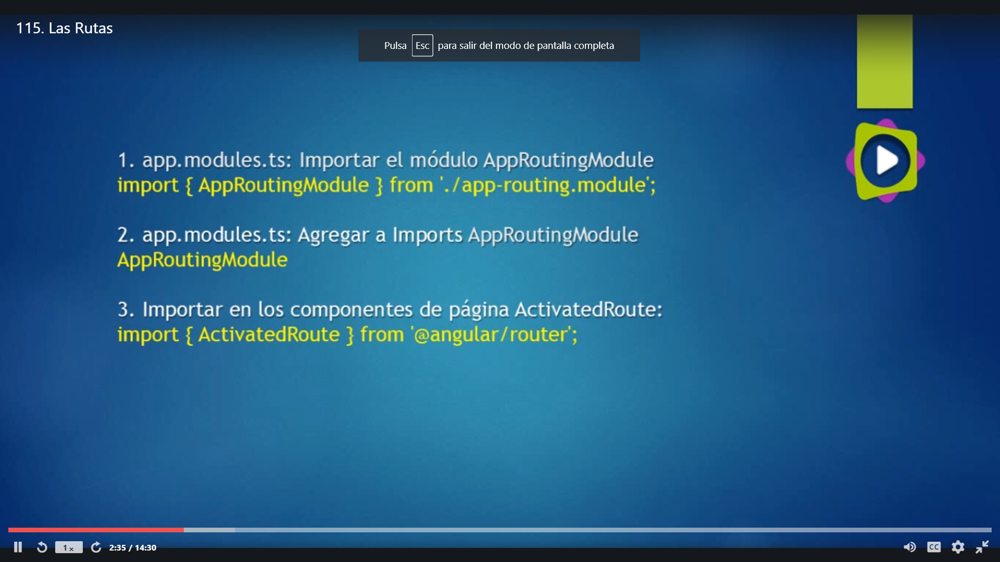 115. Las Rutas
Pulsa Esc para salir del modo de pantalla completa
1. app.modules.ts: Importar el módulo AppRoutingModule
import { AppRoutingModule } from './app-routing.module';
2. app.modules.ts: Agregar a Imports AppRoutingModule
AppRoutingModule
3. Importar en los componentes de página ActivatedRoute:
import { ActivatedRoute } from '@angular/router';
1 x
2:35 / 14:30
CC